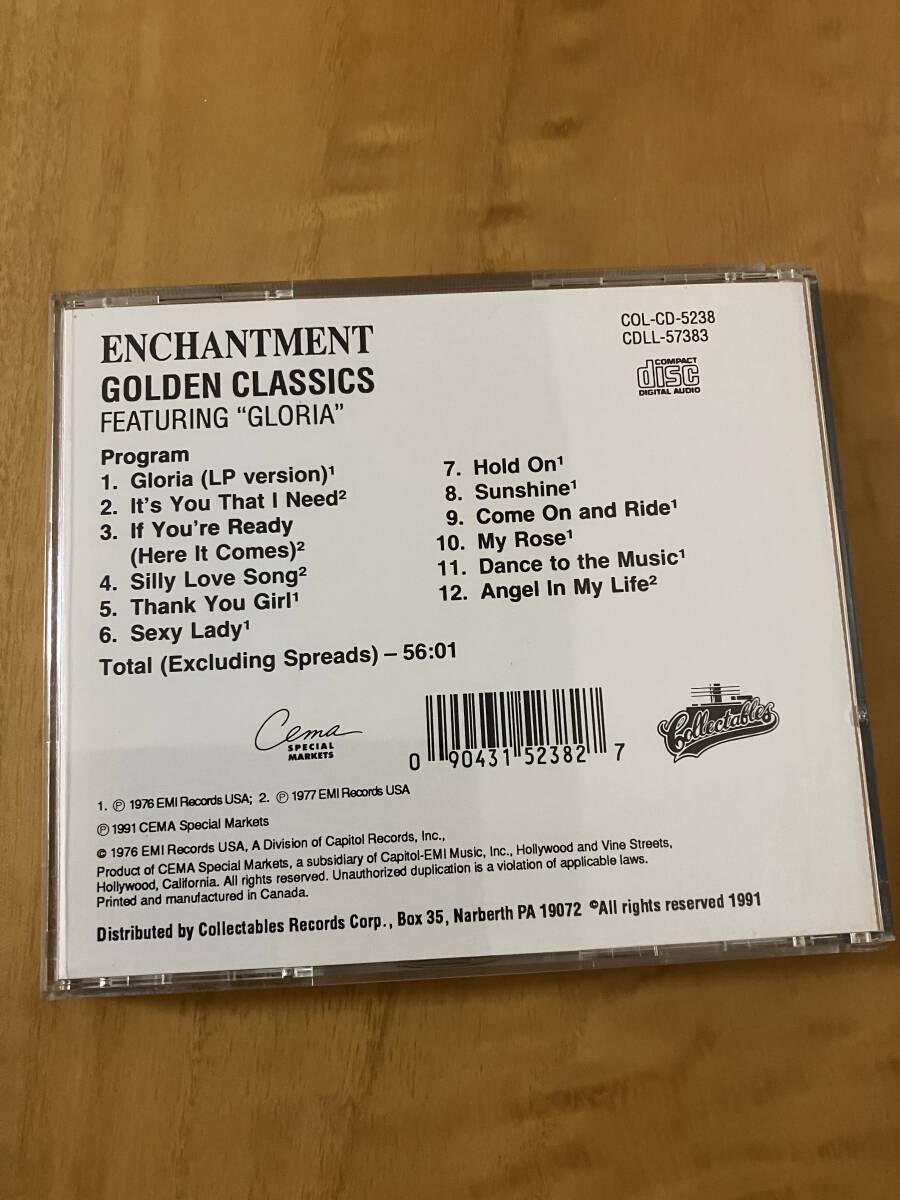 ENCHANTMENT
GOLDEN CLASSICS
FEATURING “GLORIA”
COL-CD-5238
CDLL-57383
COMPACT
disc
DIGITAL AUDIO
Program
1. Gloria (LP version)¹
2. It's You That I Need²
3. If You're Ready
(Here It Comes)²
4. Silly Love Song²
5. Thank You Girl¹
6. Sexy Lady¹
7. Hold On¹
8. Sunshine¹
9. Come On and Ride¹
10. My Rose¹
11. Dance to the Music¹
12. Angel In My Life²
Total (Excluding Spreads) – 56:01
Cema
SPECIAL
MARKETS
0 90431 52382 7
Collectables
1. ℗ 1976 EMI Records USA; 2. ℗ 1977 EMI Records USA
℗ 1991 CEMA Special Markets
© 1976 EMI Records USA, A Division of Capitol Records, Inc.,
Product of CEMA Special Markets, a subsidiary of Capitol-EMI Music, Inc., Hollywood and Vine Streets,
Hollywood, California. All rights reserved. Unauthorized duplication is a violation of applicable laws.
Printed and manufactured in Canada.
Distributed by Collectables Records Corp., Box 35, Narberth PA 19072 ©All rights reserved 1991